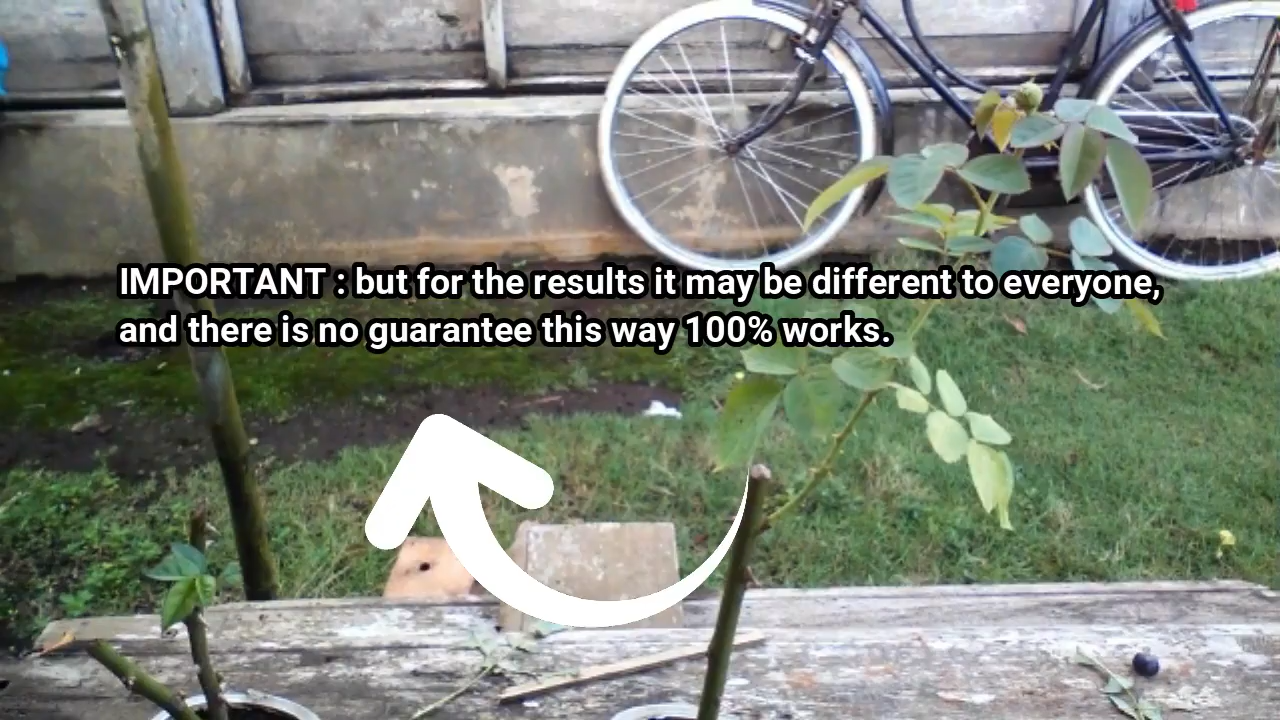 IMPORTANT : but for the results it may be different to everyone,
and there is no guarantee this way 100% works.